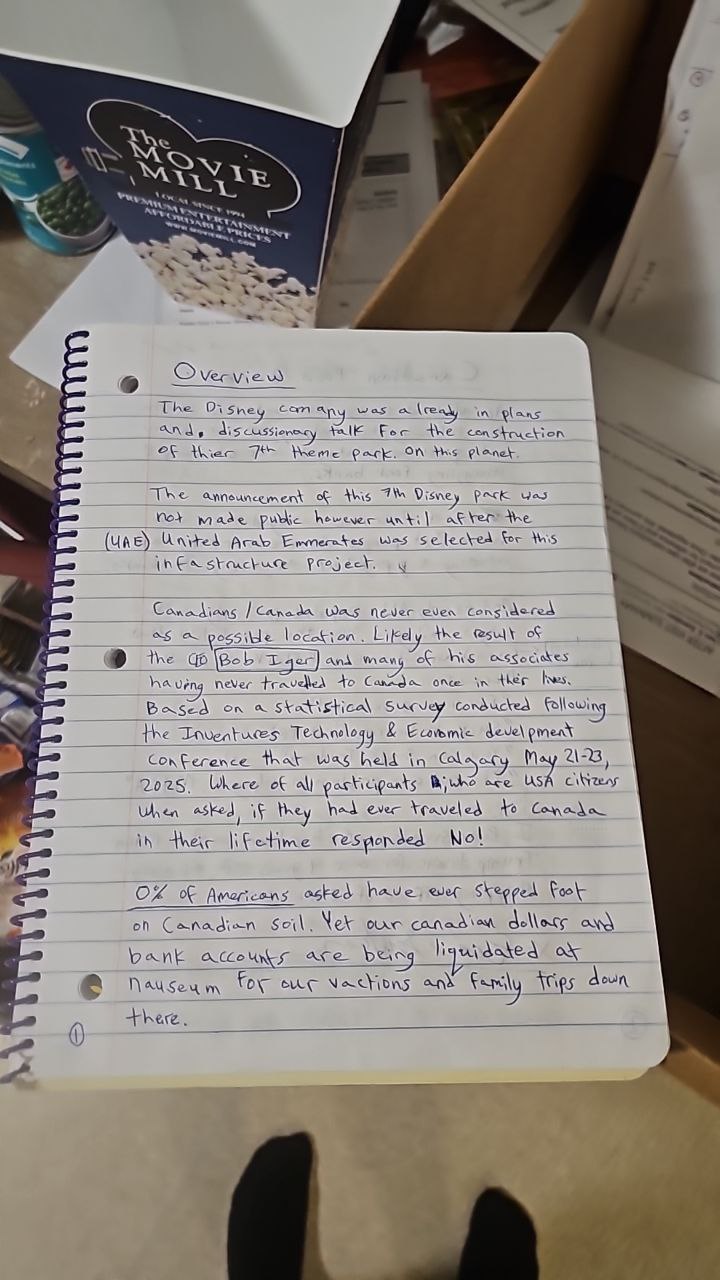 The
MOVIE
MILL
LOCAL SINCE 1994
PREMIUM ENTERTAINMENT
AFFORDABLE PRICES
WWW.MOVIEMILL.COM
Overview
The Disney comany was already in plans
and. discussionary talk for the construction
of thier 7th theme park. On this planet.
The announcement of this 7th Disney park was
not made public however until after the
(UAE) United Arab Emmerates was selected for this
infastructure project.
Canadians / Canada was never even considered
as a possible location. Likely the result of
the Bob Iger and many of his associates
having never travelled to Canada once in their lives.
Based on a statistical survey conducted following
the Inventures Technology & Economic develpment
conference that was held in Calgary May 21-23,
2025. Where of all participants ; who are USA citizens
when asked, if they had ever traveled to Canada
in their lifetime responded No!
0% of Americans asked have ever stepped foot
on Canadian soil. Yet our canadian dollars and
bank accounts are being liquidated at
nauseum for our vactions and family trips down
there.
1